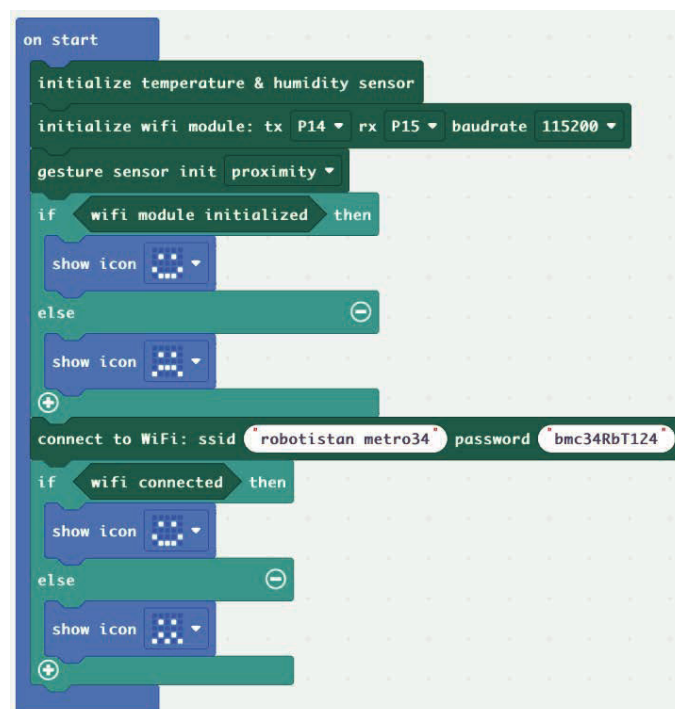 on start
initialize temperature & humidity sensor
initialize wifi module: tx P14 rx P15 baudrate 115200
gesture sensor init proximity
if wifi module initialized then
show icon
else
show icon
connect to WiFi: ssid "robotistan metro34" password "bmc34RbT124"
if wifi connected then
show icon
else
show icon